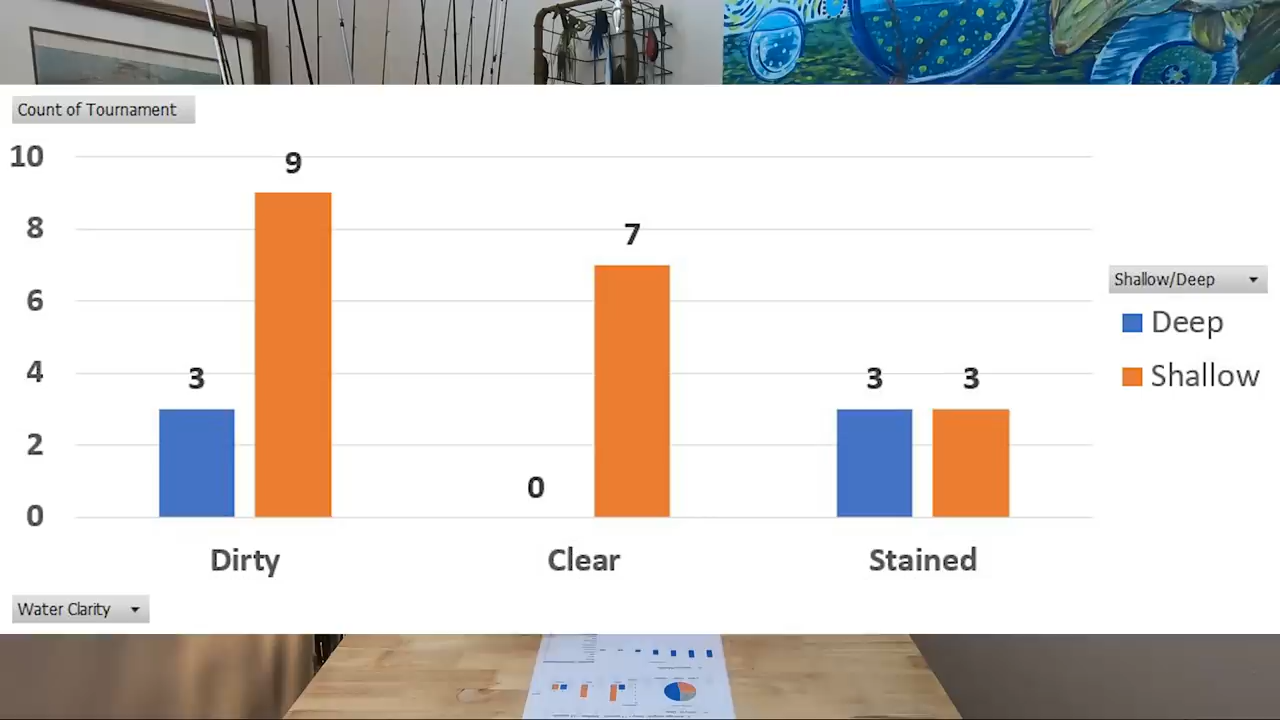 Count of Tournament
10
8
6
4
2
0
3
9
0
7
3
3
Dirty
Clear
Stained
Water Clarity
Shallow/Deep
Deep
Shallow